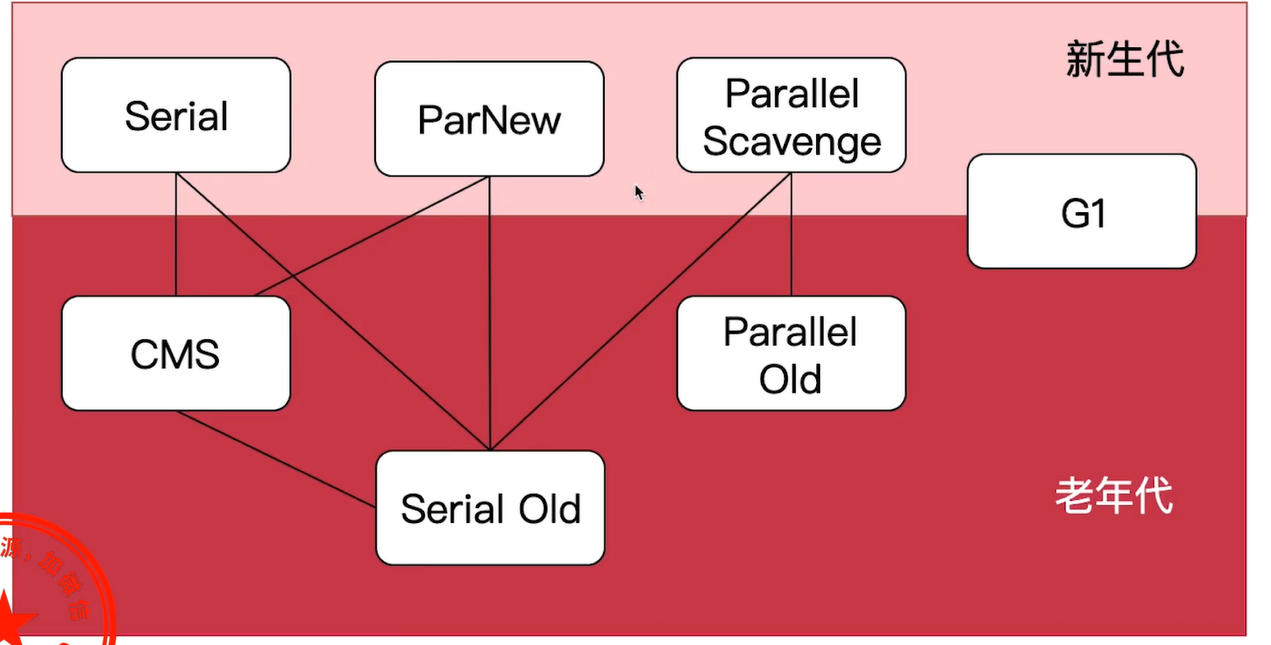 新生代
Serial
ParNew
Parallel
Scavenge
G1
CMS
Parallel
Old
老年代
Serial Old
源，加微信